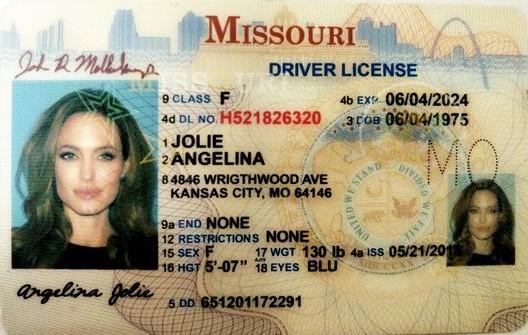 MISSOURI
DRIVER LICENSE
9 CLASS F
4b EXP 06/04/2024
4d DL NO. H521826320
3 DOB 06/04/1975
1 JOLIE
2 ANGELINA
8 4846 WRIGTHWOOD AVE
KANSAS CITY, MO 64146
MO
UNITED WE STAND DIVIDED WE FALL
9a END NONE
12 RESTRICTIONS NONE
15 SEX F
17 WGT 130 lb
4a ISS 05/21/201
16 HGT 5'-07"
18 EYES BLU
Angelina Jolie
5 DD 651201172291